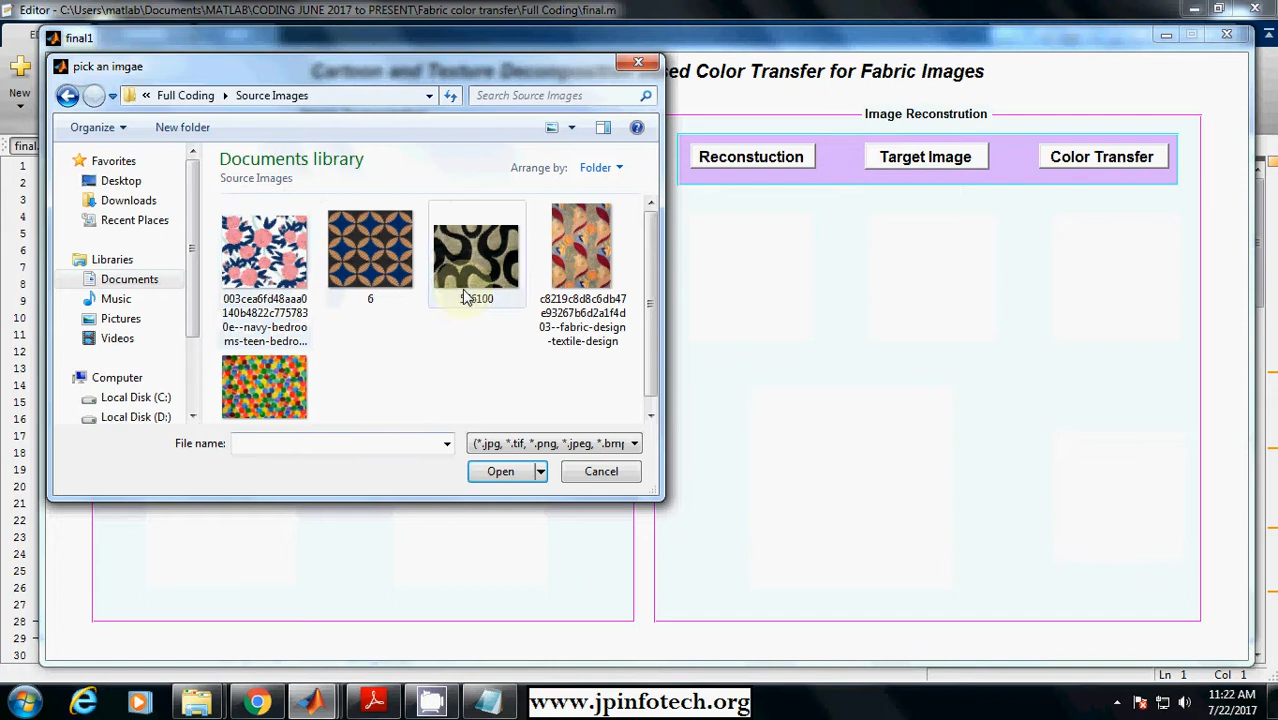 Editor - C:\Users\matlab\Documents\MATLAB\CODING JUNE 2017 to PRESENT\Fabric color transfer\Full Coding\final.m
final1
pick an imgae
sed Color Transfer for Fabric Images
Full Coding
Source Images
Search Source Images
New
Organize
New folder
Image Reconstrution
final.
Favorites
Desktop
Downloads
Recent Places
Libraries
Documents
Music
Pictures
Videos
Computer
Local Disk (C:)
Local Disk (D:)
Documents library
Source Images
Arrange by:
Folder
Reconstuction
Target Image
Color Transfer
003cea6fd48aaa0
140b4822c775783
0e--navy-bedroo
ms-teen-bedro...
6
c8219c8d8c6db47
e93267b6d2a1f4d
03--fabric-design
-textile-design
File name:
(*.jpg, *.tif, *.png, *.jpeg, *.bmp
Open
Cancel
1
2
3
4
5
6
7
8
9
10
11
12
13
14
15
16
17
18
19
20
21
22
23
24
25
26
27
28
29
30
Ln 1
Col 1
www.jpinfotech.org
11:22 AM
7/22/2017